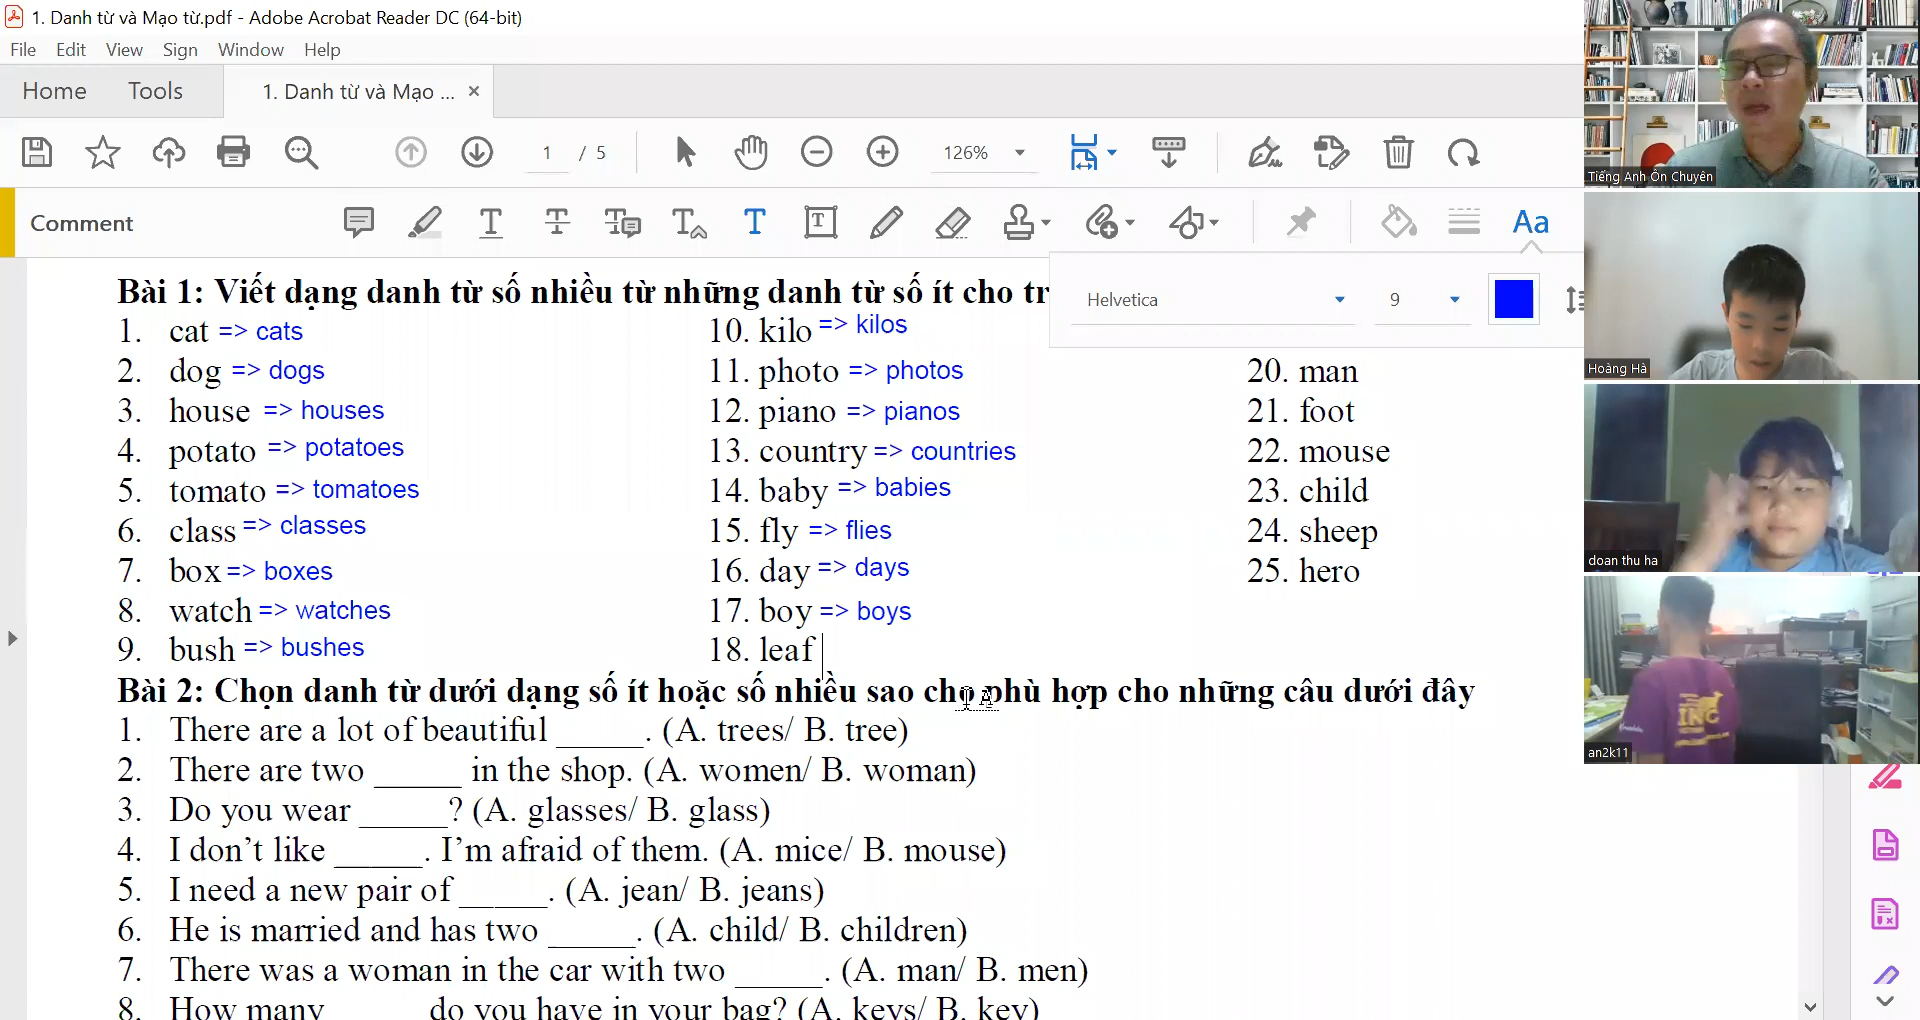 1. Danh từ và Mạo từ.pdf - Adobe Acrobat Reader DC (64-bit)
File Edit View Sign Window Help
Home Tools 1. Danh từ và Mạo ... ×
1 / 5 126%
Comment
Helvetica 9
Bài 1: Viết dạng danh từ số nhiều từ những danh từ số ít cho tr
1. cat => cats
2. dog => dogs
3. house => houses
4. potato => potatoes
5. tomato => tomatoes
6. class => classes
7. box => boxes
8. watch => watches
9. bush => bushes
10. kilo => kilos
11. photo => photos
12. piano => pianos
13. country => countries
14. baby => babies
15. fly => flies
16. day => days
17. boy => boys
18. leaf
20. man
21. foot
22. mouse
23. child
24. sheep
25. hero
Bài 2: Chọn danh từ dưới dạng số ít hoặc số nhiều sao cho phù hợp cho những câu dưới đây
1. There are a lot of beautiful _____. (A. trees/ B. tree)
2. There are two _____ in the shop. (A. women/ B. woman)
3. Do you wear _____? (A. glasses/ B. glass)
4. I don’t like _____. I’m afraid of them. (A. mice/ B. mouse)
5. I need a new pair of _____. (A. jean/ B. jeans)
6. He is married and has two _____. (A. child/ B. children)
7. There was a woman in the car with two _____. (A. man/ B. men)
8. How many _____ do you have in your bag? (A. keys/ B. key)
Tiếng Anh Ôn Chuyên
Hoàng Hà
doan thu ha
INC
an2k11